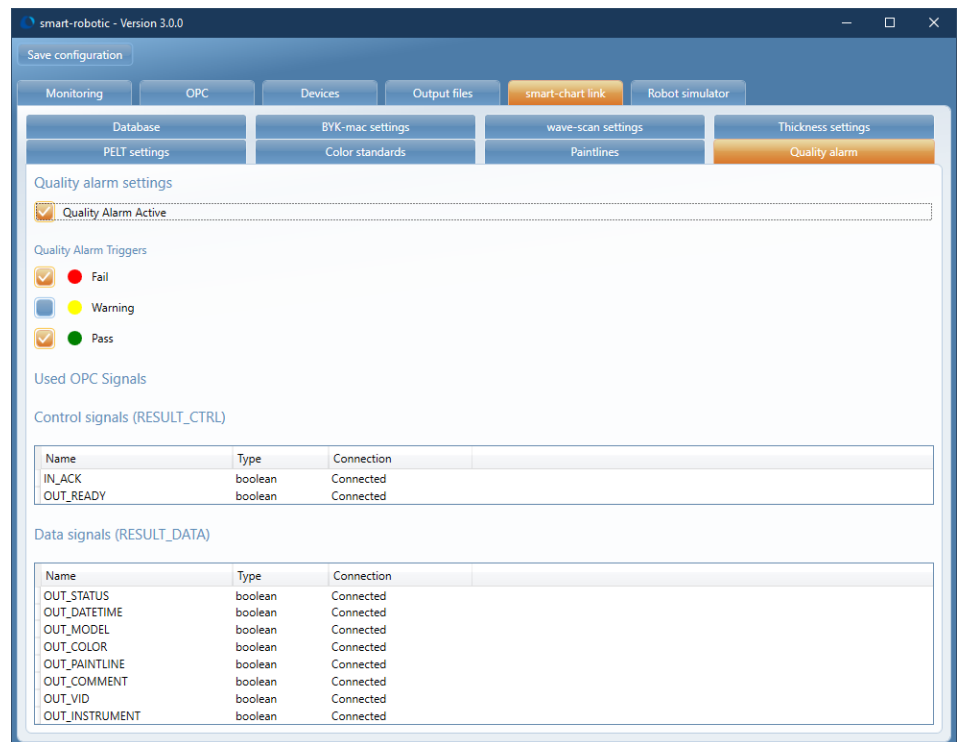 smart-robotic - Version 3.0.0
Save configuration
Monitoring OPC Devices Output files smart-chart link Robot simulator
Database BYK-mac settings wave-scan settings Thickness settings
PELT settings Color standards Paintlines Quality alarm
Quality alarm settings
Quality Alarm Active
Quality Alarm Triggers
Fail
Warning
Pass
Used OPC Signals
Control signals (RESULT_CTRL)
Name Type Connection
IN_ACK boolean Connected
OUT_READY boolean Connected
Data signals (RESULT_DATA)
Name Type Connection
OUT_STATUS boolean Connected
OUT_DATETIME boolean Connected
OUT_MODEL boolean Connected
OUT_COLOR boolean Connected
OUT_PAINTLINE boolean Connected
OUT_COMMENT boolean Connected
OUT_VID boolean Connected
OUT_INSTRUMENT boolean Connected